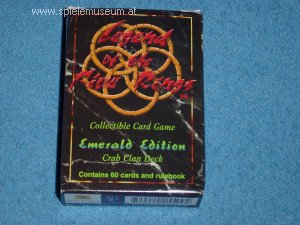 www.spielemuseum.at
Legend
of the
Five Rings
Collectible Card Game
Emerald Edition
Crab Clan Deck
Contains 60 cards and rulebook